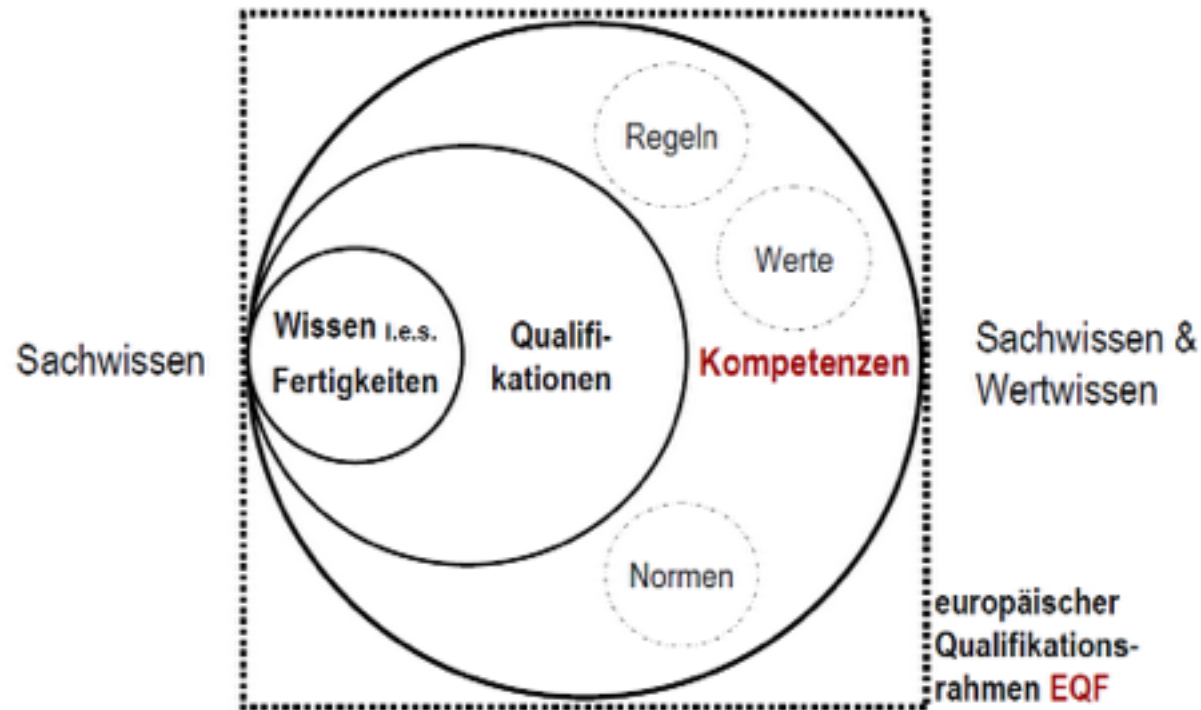 Regeln
Werte
Sachwissen
Wissen i.e.s.
Fertigkeiten
Qualifi-
kationen
Kompetenzen
Sachwissen &
Wertwissen
Normen
europäischer
Qualifikations-
rahmen EQF